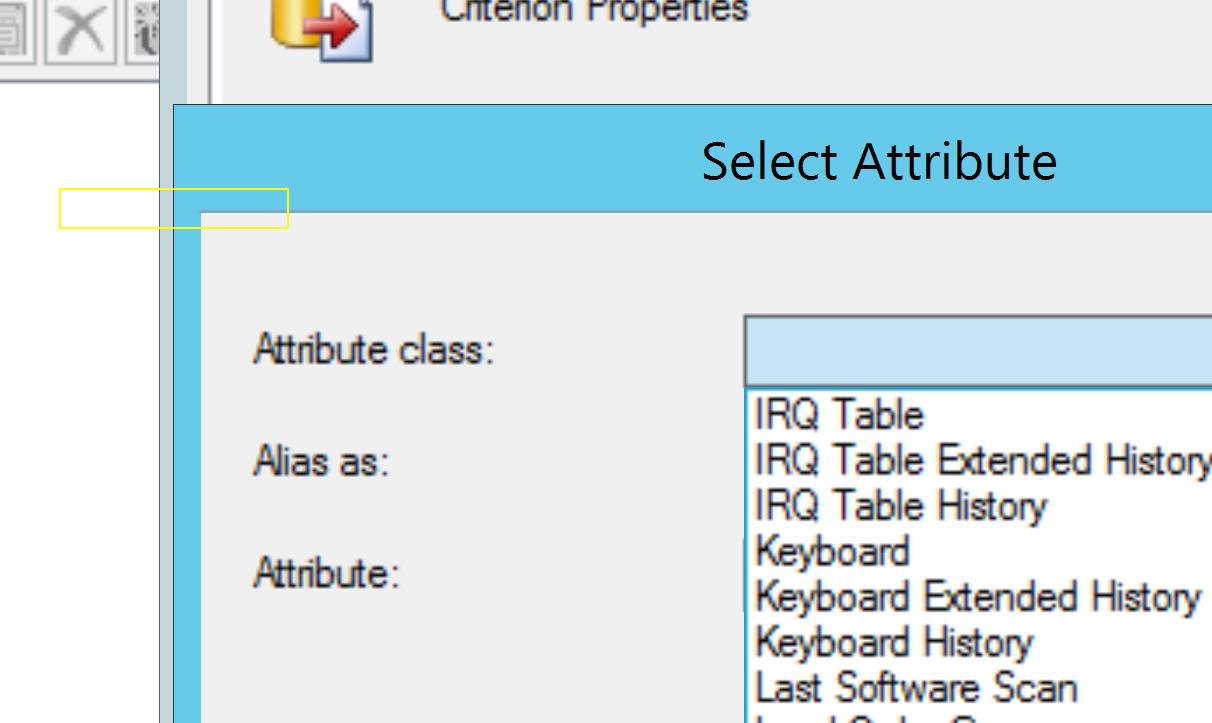 Criterion Properties
Select Attribute
Attribute class:
Alias as:
Attribute:
IRQ Table
IRQ Table Extended History
IRQ Table History
Keyboard
Keyboard Extended History
Keyboard History
Last Software Scan